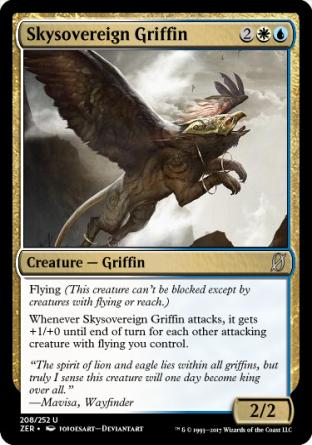 Skysovereign Griffin 2
Creature — Griffin
Flying (This creature can't be blocked except by
creatures with flying or reach.)
Whenever Skysovereign Griffin attacks, it gets
+1/+0 until end of turn for each other attacking
creature with flying you control.
"The spirit of lion and eagle lies within all griffins, but
truly I sense this creature will one day become king
over all."
—Mavisa, Wayfinder
2/2
208/252 U
ZER • JOJOESART—DEVIANTART
™ & © 1993–2017 Wizards of the Coast LLC